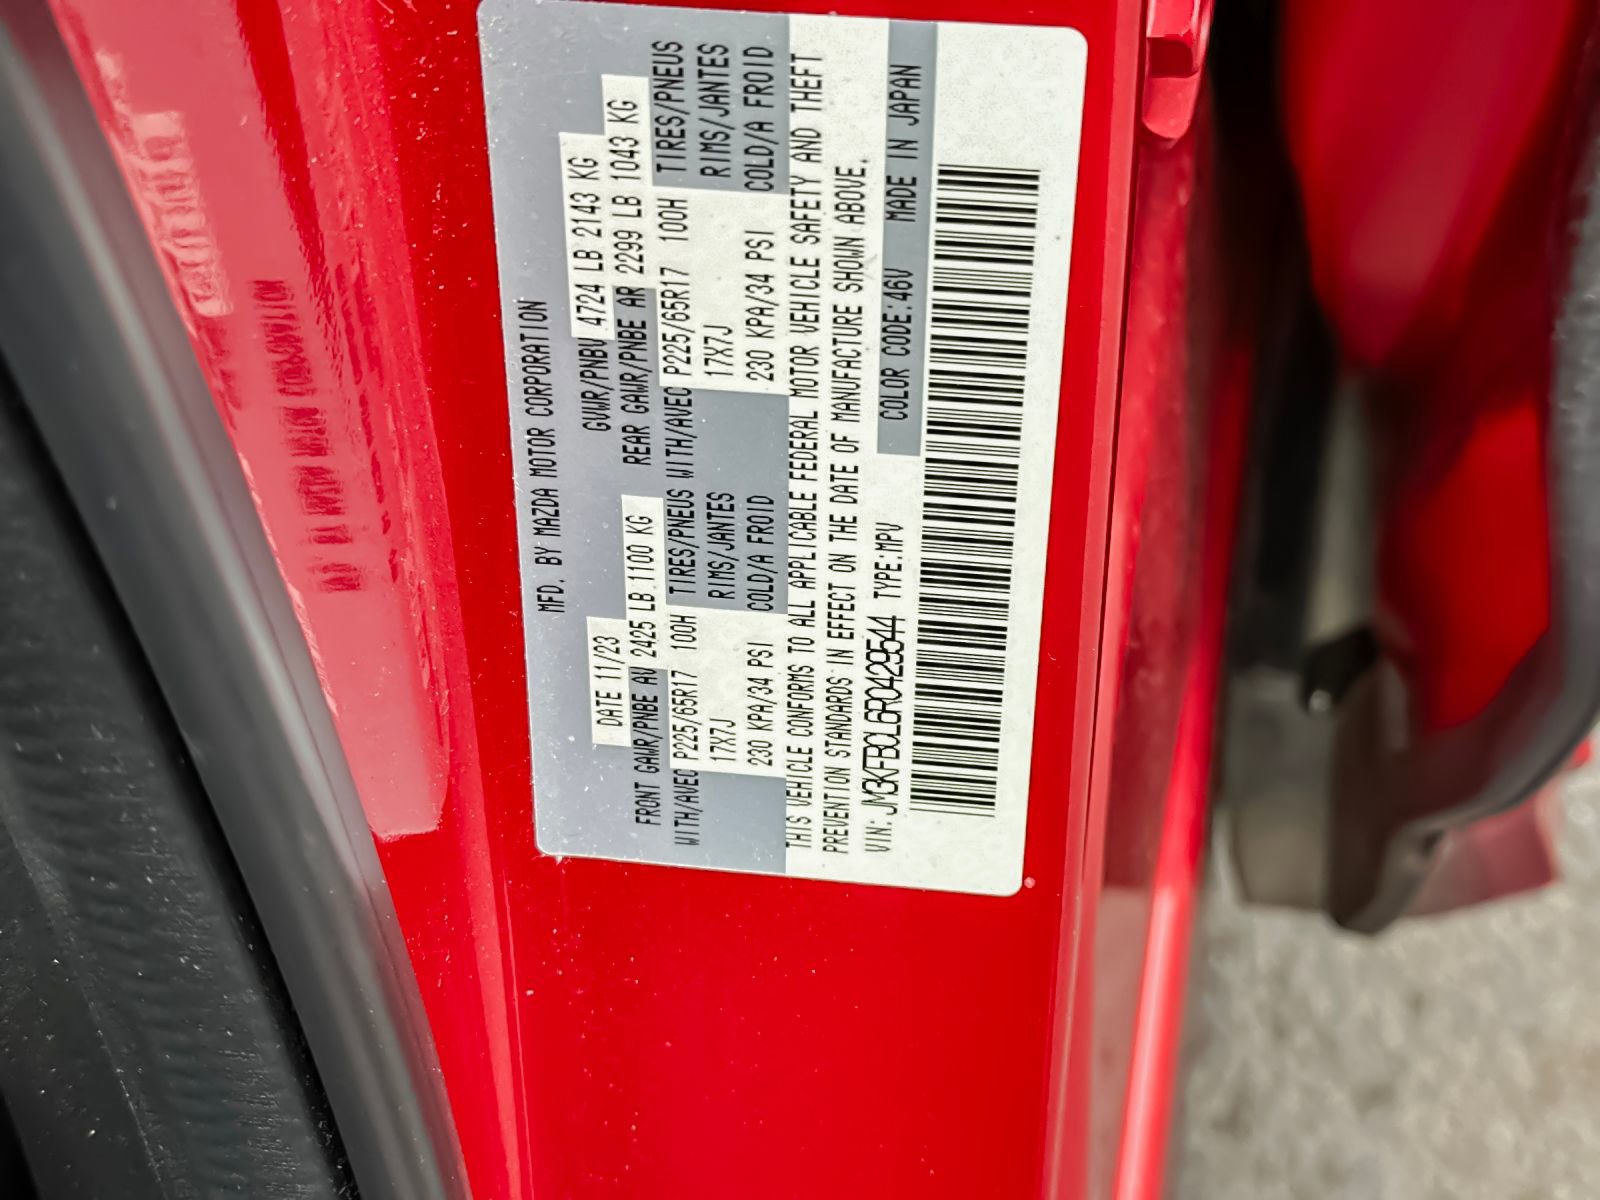 MFD. BY MAZDA MOTOR CORPORATION
DATE 11/23 GVWR/PNBV 4724 LB 2143 KG
FRONT GAWR/PNBE AV 2425 LB 1100 KG REAR GAWR/PNBE AR 2299 LB 1043 KG
WITH/AVEC P225/65R17 100H TIRES/PNEUS WITH/AVEC P225/65R17 100H TIRES/PNEUS
17X7J RIMS/JANTES 17X7J RIMS/JANTES
230 KPA/34 PSI COLD/A FROID 230 KPA/34 PSI COLD/A FROID
THIS VEHICLE CONFORMS TO ALL APPLICABLE FEDERAL MOTOR VEHICLE SAFETY AND THEFT
PREVENTION STANDARDS IN EFFECT ON THE DATE OF MANUFACTURE SHOWN ABOVE.
VIN: JM3KFBCL6R0429544 TYPE:MPV COLOR CODE:46V MADE IN JAPAN